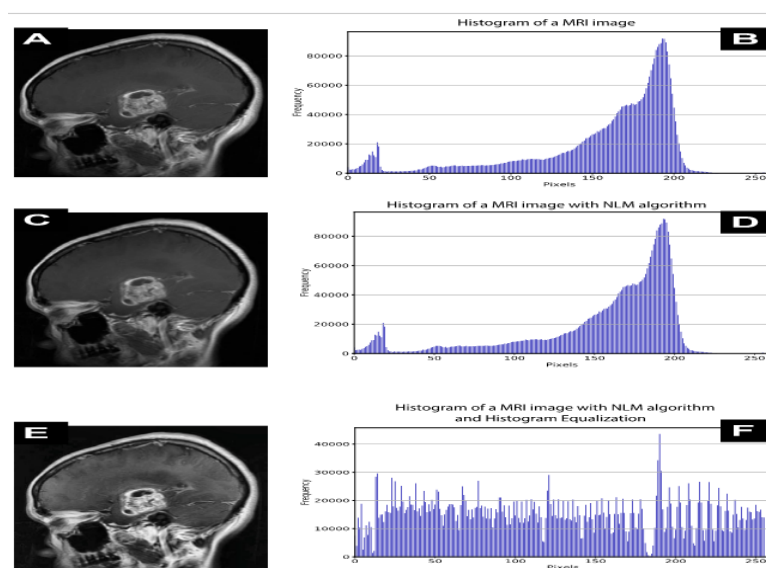 A
Histogram of a MRI image
B
80000
60000
40000
20000
0
Frequency
0 50 100 150 200 250
Pixels
C
Histogram of a MRI image with NLM algorithm
D
80000
60000
40000
20000
0
Frequency
0 50 100 150 200 250
Pixels
E
Histogram of a MRI image with NLM algorithm
and Histogram Equalization
F
40000
30000
20000
10000
0
Frequency
0 50 100 150 200 250
Pixels